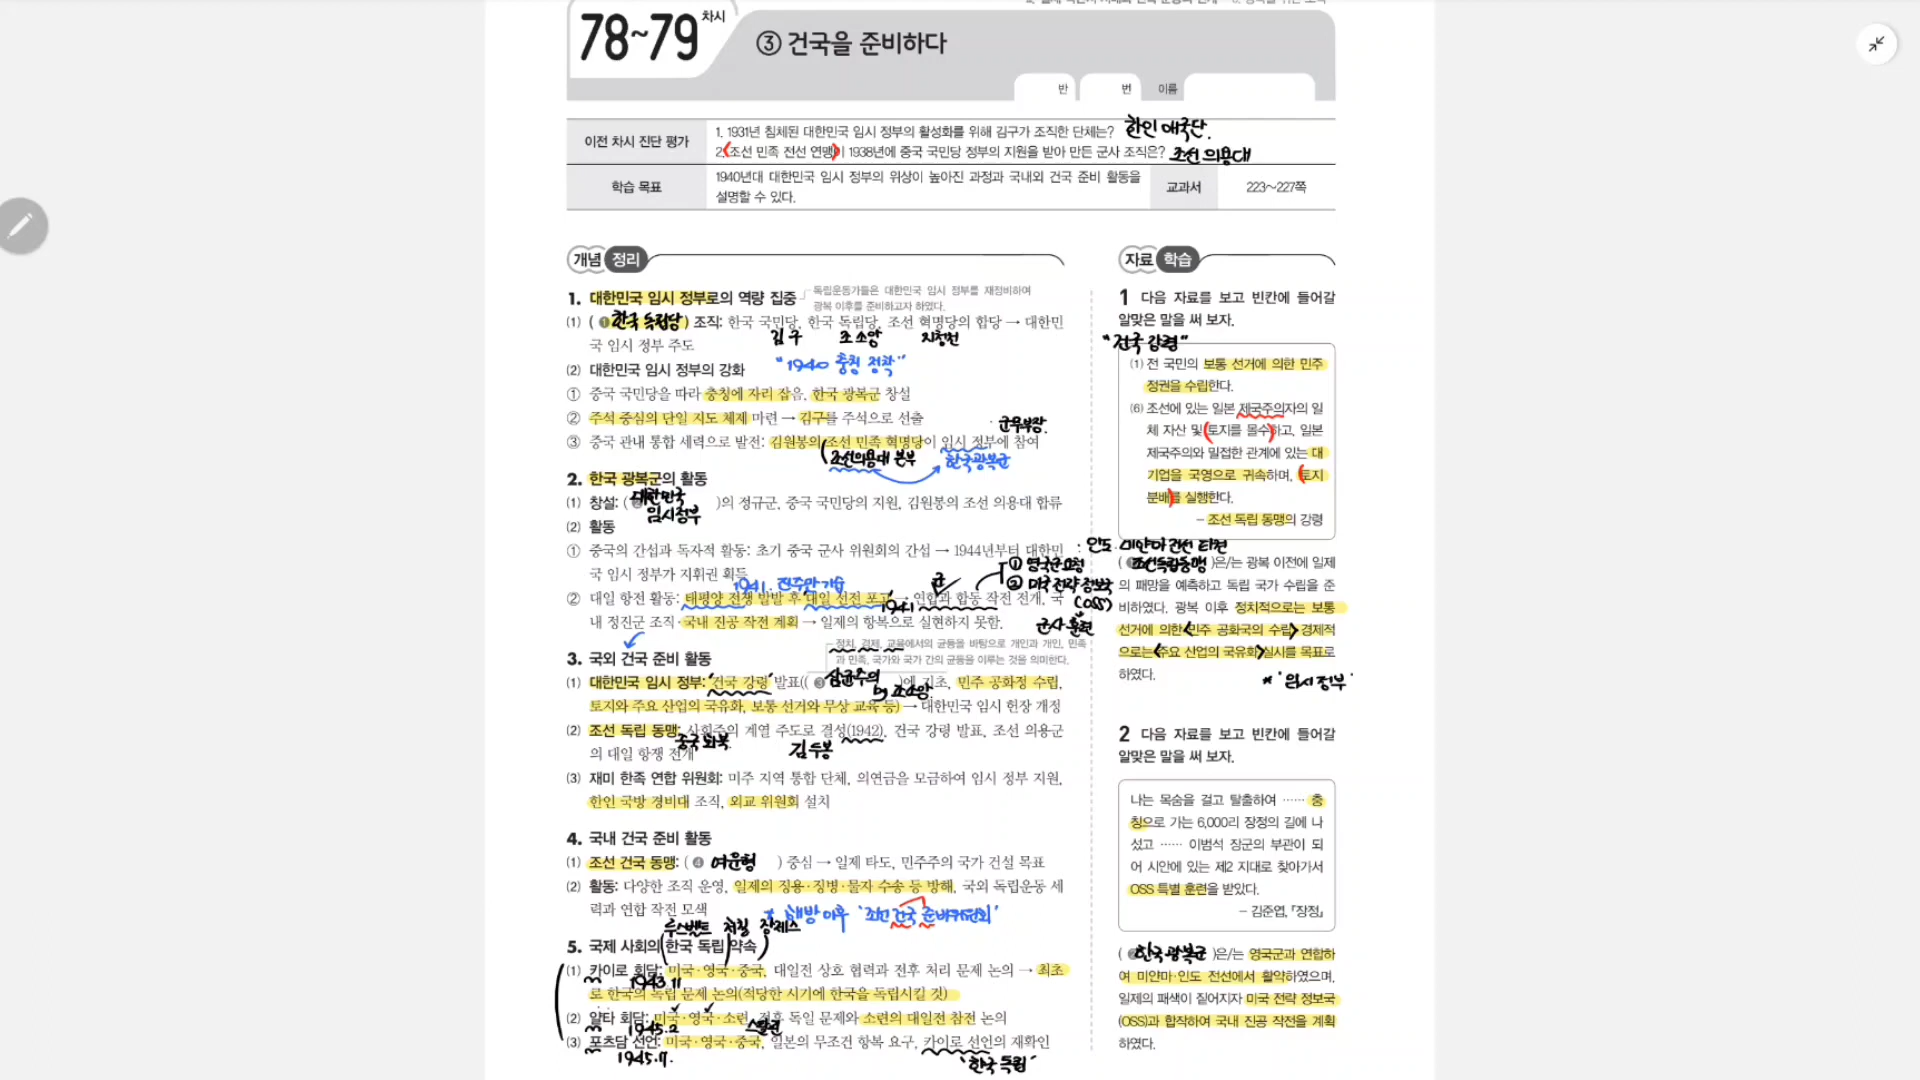 78~79차시
③ 건국을 준비하다
반 번 이름
이전 차시 진단 평가
1. 1931년 침체된 대한민국 임시 정부의 활성화를 위해 김구가 조직한 단체는? 한인 애국단.
2. (조선 민족 전선 연맹)이 1938년에 중국 국민당 정부의 지원을 받아 만든 군사 조직은? 조선 의용대
학습 목표
1940년대 대한민국 임시 정부의 위상이 높아진 과정과 국내외 건국 준비 활동을
설명할 수 있다.
교과서
223~227쪽
개념 정리
1. 대한민국 임시 정부로의 역량 집중
독립운동가들은 대한민국 임시 정부를 재정비하여
광복 이후를 준비하고자 하였다.
(1) (❶한국 독립당) 조직: 한국 국민당, 한국 독립당, 조선 혁명당의 합당 → 대한민
김구 조소앙 지청천
국 임시 정부 주도
"1940 충칭 정착"
(2) 대한민국 임시 정부의 강화
① 중국 국민당을 따라 충칭에 자리 잡음, 한국 광복군 창설
② 주석 중심의 단일 지도 체제 마련 → 김구를 주석으로 선출
군무부장.
③ 중국 관내 통합 세력으로 발전: 김원봉의 조선 민족 혁명당이 임시 정부에 참여
(조선의용대 본부 한국광복군
2. 한국 광복군의 활동
(1) 창설: (❷대한민국 임시정부)의 정규군, 중국 국민당의 지원, 김원봉의 조선 의용대 합류
(2) 활동
① 중국의 간섭과 독자적 활동: 초기 중국 군사 위원회의 간섭 → 1944년부터 대한민
국 임시 정부가 지휘권 획득
: 인도·미얀마 전선 타전
① 영국군 요청
② 미국 전략 정보국
(OSS)
군사 훈련
1941. 진주만 기습
군
② 대일 항전 활동: 태평양 전쟁 발발 후 대일 선전 포고 → 연합과 합동 작전 전개, 국
1941
내 정진군 조직·국내 진공 작전 계획 → 일제의 항복으로 실현하지 못함.
정치, 경제, 교육에서의 균등을 바탕으로 개인과 개인, 민족
과 민족, 국가와 국가 간의 균등을 이루는 것을 의미한다.
3. 국외 건국 준비 활동
(1) 대한민국 임시 정부: '건국 강령' 발표((❸삼균주의)에 기초, 민주 공화정 수립,
by 조소앙
토지와 주요 산업의 국유화, 보통 선거와 무상 교육 등) → 대한민국 임시 헌장 개정
(2) 조선 독립 동맹: 사회주의 계열 주도로 결성(1942), 건국 강령 발표, 조선 의용군
중국 화북 김두봉
의 대일 항쟁 전개
(3) 재미 한족 연합 위원회: 미주 지역 통합 단체, 의연금을 모금하여 임시 정부 지원,
한인 국방 경비대 조직, 외교 위원회 설치
4. 국내 건국 준비 활동
(1) 조선 건국 동맹: (❹여운형) 중심 → 일제 타도, 민주주의 국가 건설 목표
(2) 활동: 다양한 조직 운영, 일제의 징용·징병·물자 수송 등 방해, 국외 독립운동 세
력과 연합 작전 모색
* 해방 이후 '조선 건국 준비위원회'
루스벨트 처칠 장제스
5. 국제 사회의 한국 독립 약속
(1) 카이로 회담: 미국·영국·중국, 대일전 상호 협력과 전후 처리 문제 논의 → 최초
1943.11
로 한국의 독립 문제 논의(적당한 시기에 한국을 독립시킬 것)
(2) 얄타 회담: 미국·영국·소련, 전후 독일 문제와 소련의 대일전 참전 논의
1945.2 스탈린
(3) 포츠담 선언: 미국·영국·중국, 일본의 무조건 항복 요구, 카이로 선언의 재확인
1945.7. '한국 독립'
자료 학습
1 다음 자료를 보고 빈칸에 들어갈
알맞은 말을 써 보자.
"건국 강령"
(1) 전 국민의 보통 선거에 의한 민주
정권을 수립한다.
(6) 조선에 있는 일본 제국주의자의 일
체 자산 및 (토지를 몰수)하고, 일본
제국주의와 밀접한 관계에 있는 대
기업을 국영으로 귀속하며, (토지
분배)를 실행한다.
– 조선 독립 동맹의 강령
(❶조선독립동맹)은/는 광복 이전에 일제
의 패망을 예측하고 독립 국가 수립을 준
비하였다. 광복 이후 정치적으로는 보통
선거에 의한 <민주 공화국의 수립> 경제적
으로는 <주요 산업의 국유화> 실시를 목표로
하였다.
* '임시정부'
2 다음 자료를 보고 빈칸에 들어갈
알맞은 말을 써 보자.
나는 목숨을 걸고 탈출하여 …… 충
칭으로 가는 6,000리 장정의 길에 나
섰고 …… 이범석 장군의 부관이 되
어 시안에 있는 제2 지대로 찾아가서
OSS 특별 훈련을 받았다.
– 김준엽, 『장정』
(❷한국 광복군)은/는 영국군과 연합하
여 미얀마·인도 전선에서 활약하였으며,
일제의 패색이 짙어지자 미국 전략 정보국
(OSS)과 합작하여 국내 진공 작전을 계획
하였다.